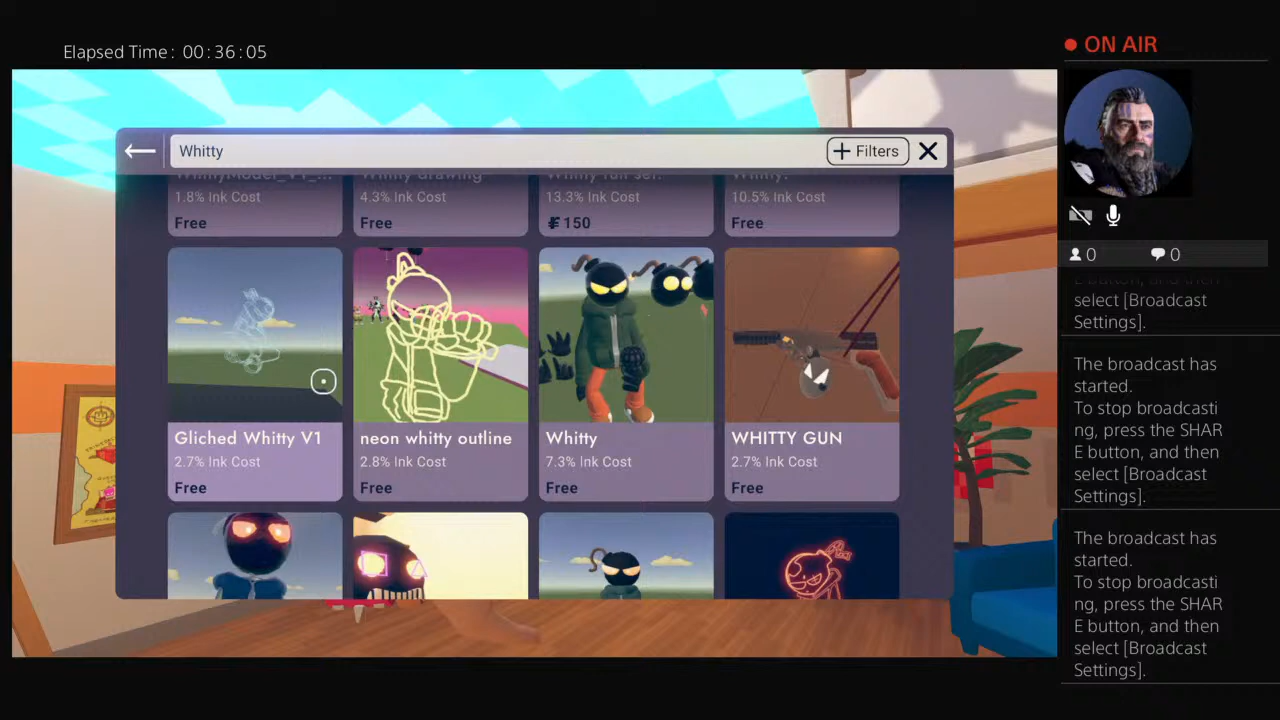 Elapsed Time: 00:36:05
ON AIR
Whitty
+ Filters
1.8% Ink Cost
Free
4.3% Ink Cost
Free
13.3% Ink Cost
150
10.5% Ink Cost
Free
Gliched Whitty V1
2.7% Ink Cost
Free
neon whitty outline
2.8% Ink Cost
Free
Whitty
7.3% Ink Cost
Free
WHITTY GUN
2.7% Ink Cost
Free
0
0
E button, and then
select [Broadcast
Settings].
The broadcast has
started.
To stop broadcasti
ng, press the SHAR
E button, and then
select [Broadcast
Settings].
The broadcast has
started.
To stop broadcasti
ng, press the SHAR
E button, and then
select [Broadcast
Settings].